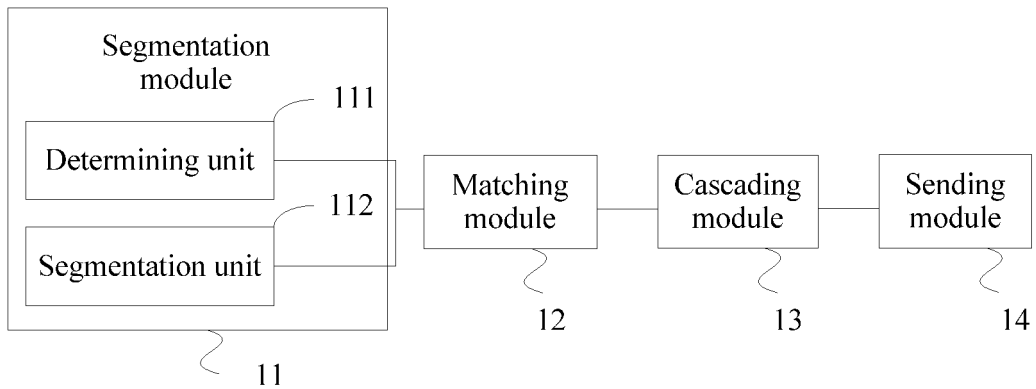 Segmentation
module
111
Determining unit
112
Segmentation unit
11
Matching
module
12
Cascading
module
13
Sending
module
14